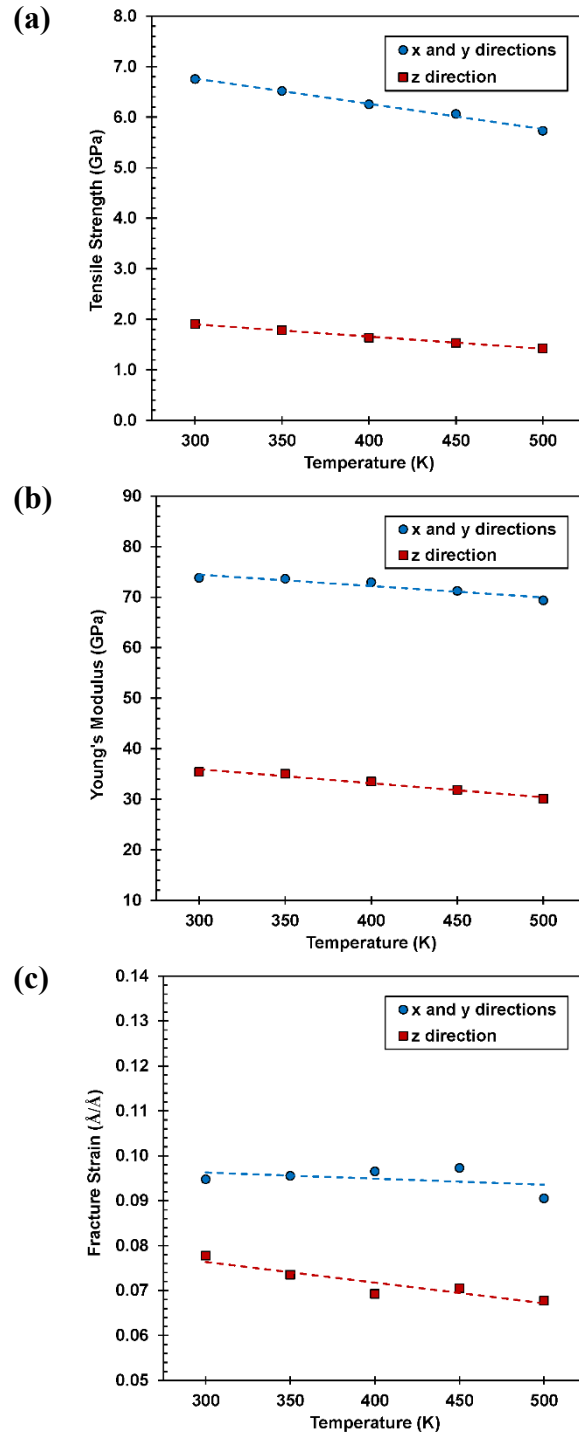 (a)
8.0
7.0
6.0
5.0
4.0
3.0
2.0
1.0
0.0
Tensile Strength (GPa)
x and y directions
z direction
300 350 400 450 500
Temperature (K)
(b)
90
80
70
60
50
40
30
20
10
Young's Modulus (GPa)
x and y directions
z direction
300 350 400 450 500
Temperature (K)
(c)
0.14
0.13
0.12
0.11
0.10
0.09
0.08
0.07
0.06
0.05
Fracture Strain (Å/Å)
x and y directions
z direction
300 350 400 450 500
Temperature (K)